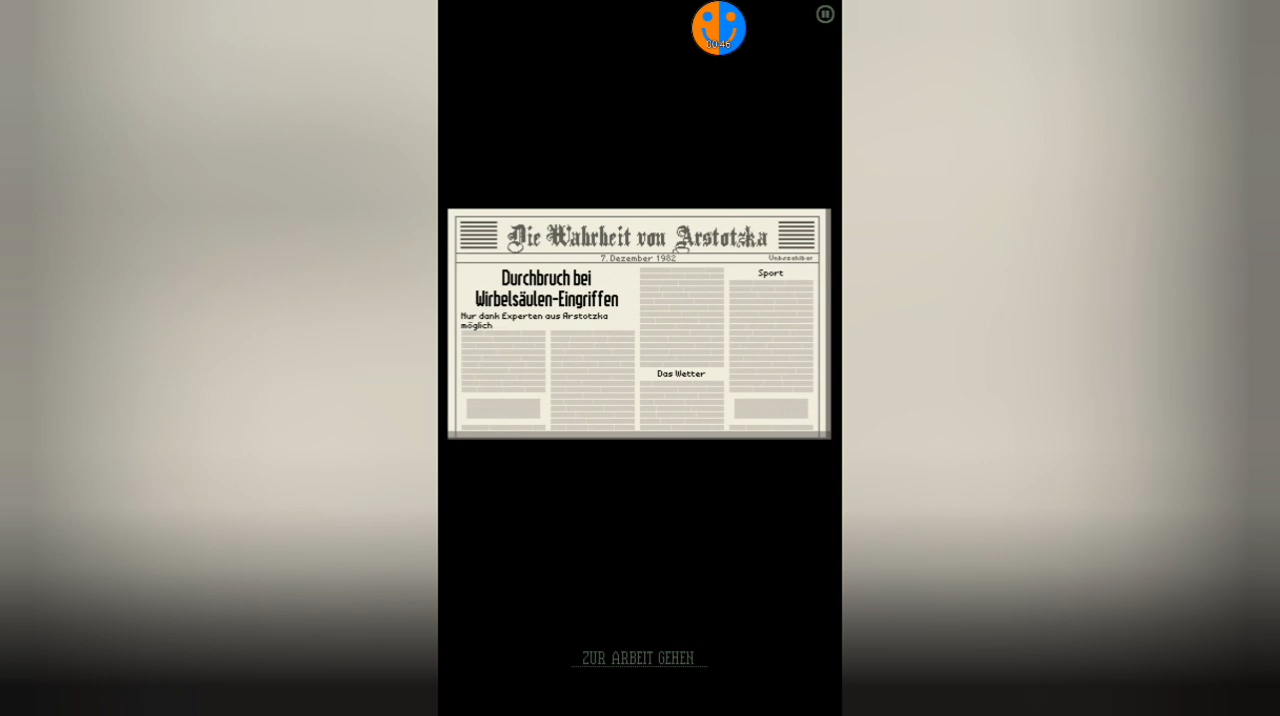 00:46
Die Wahrheit von Arstotzka
7. Dezember 1982
Unbezahlbar
Durchbruch bei
Wirbelsäulen-Eingriffen
Nur dank Experten aus Arstotzka
möglich
Sport
Das Wetter
ZUR ARBEIT GEHEN